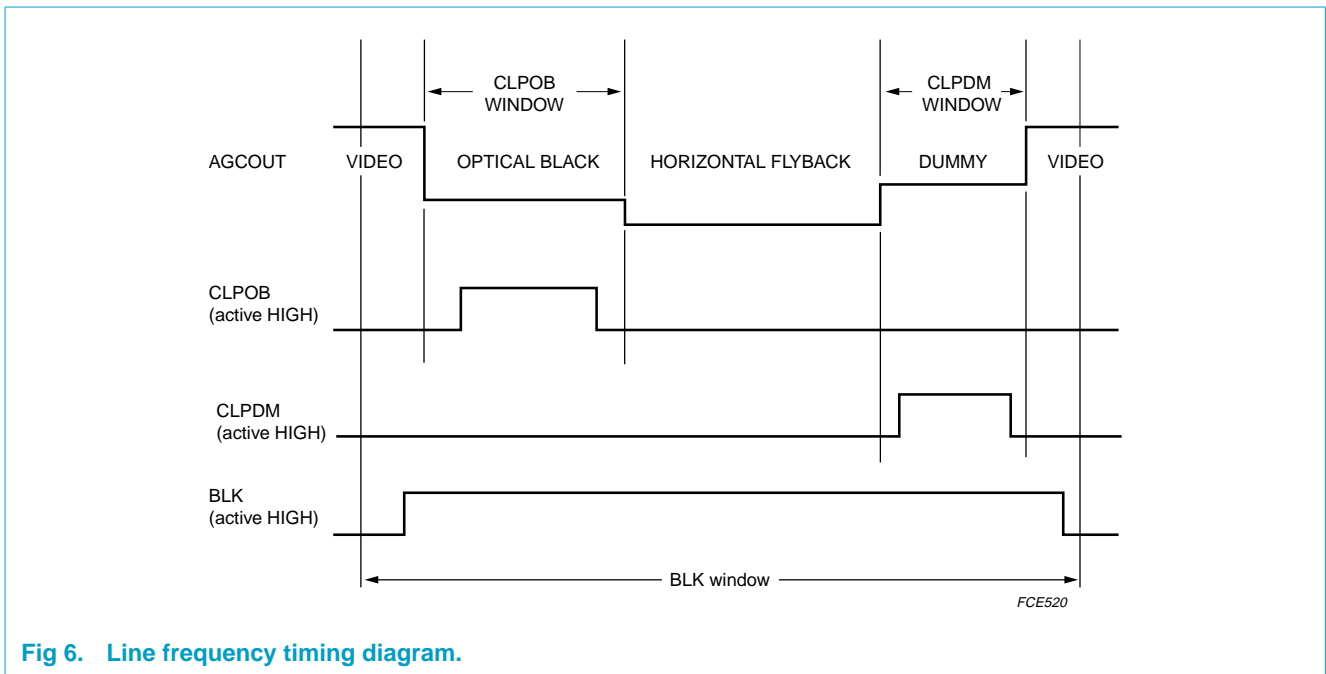 CLPOB
WINDOW
CLPDM
WINDOW
AGCOUT VIDEO OPTICAL BLACK HORIZONTAL FLYBACK DUMMY VIDEO
CLPOB
(active HIGH)
CLPDM
(active HIGH)
BLK
(active HIGH)
BLK window
FCE520
Fig 6. Line frequency timing diagram.